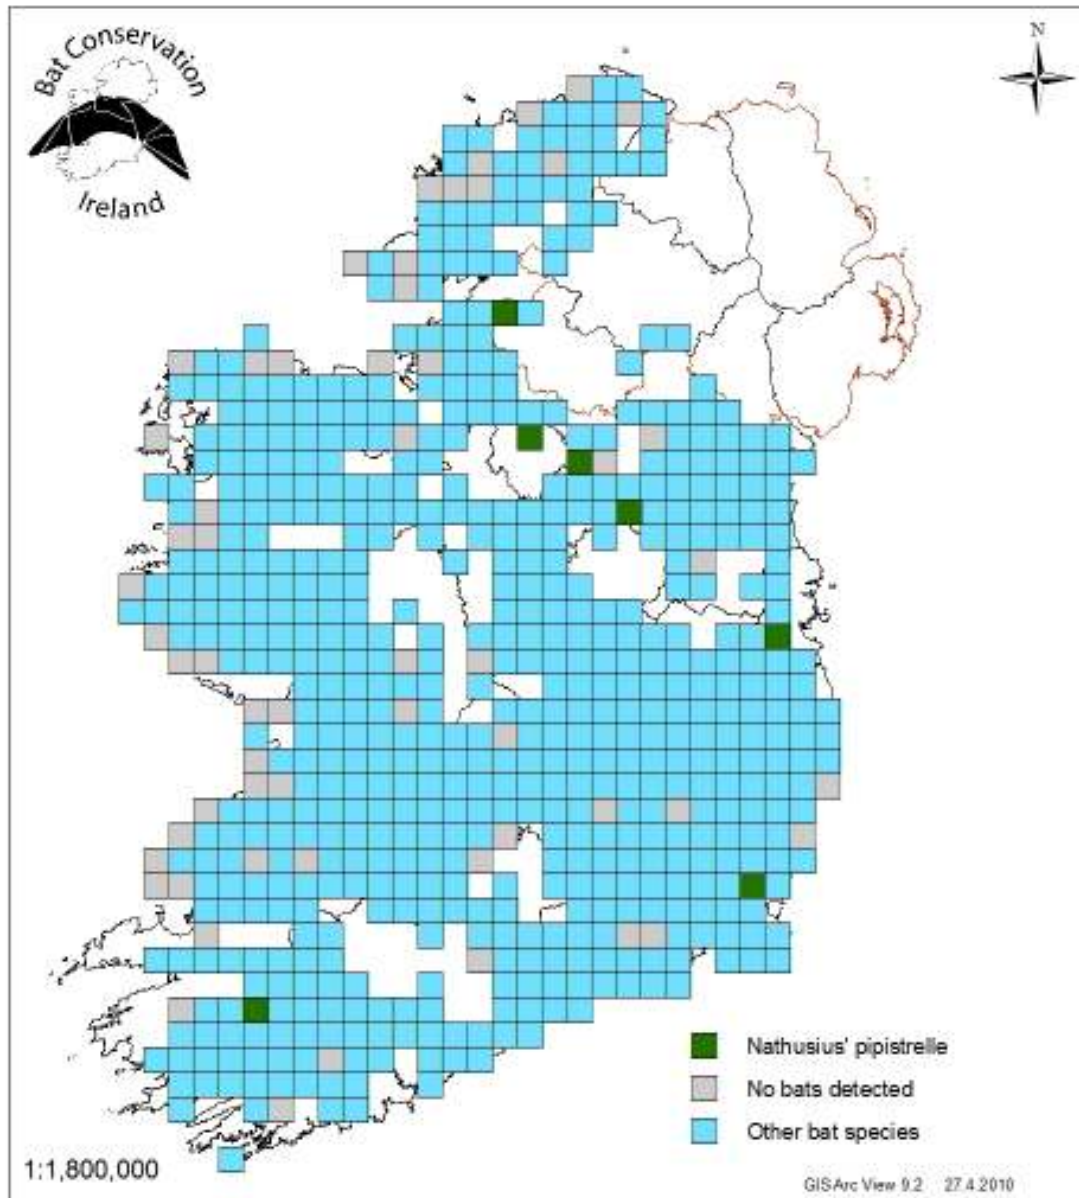 Bat Conservation
Ireland
N
Nathusius' pipistrelle
No bats detected
Other bat species
1:1,800,000
GIS Arc View 9.2 27.4.2010